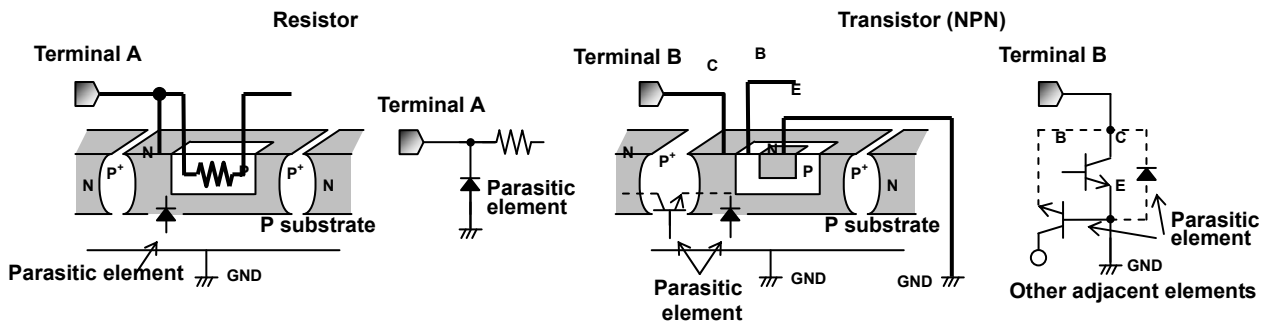 Resistor
Terminal A
N
P
N
P+
P+
N
P substrate
Parasitic element
GND
Terminal A
Parasitic
element
Transistor (NPN)
Terminal B
C
B
E
N
P+
N
P
P+
N
P substrate
GND
GND
Parasitic
element
Terminal B
B
C
E
Parasitic
element
GND
Other adjacent elements